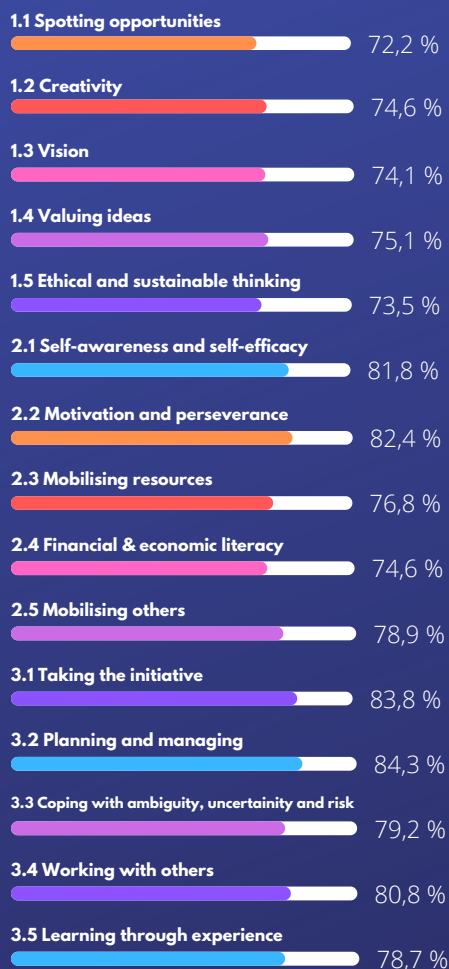 1.1 Spotting opportunities
72,2 %
1.2 Creativity
74,6 %
1.3 Vision
74,1 %
1.4 Valuing ideas
75,1 %
1.5 Ethical and sustainable thinking
73,5 %
2.1 Self-awareness and self-efficacy
81,8 %
2.2 Motivation and perseverance
82,4 %
2.3 Mobilising resources
76,8 %
2.4 Financial & economic literacy
74,6 %
2.5 Mobilising others
78,9 %
3.1 Taking the initiative
83,8 %
3.2 Planning and managing
84,3 %
3.3 Coping with ambiguity, uncertainity and risk
79,2 %
3.4 Working with others
80,8 %
3.5 Learning through experience
78,7 %